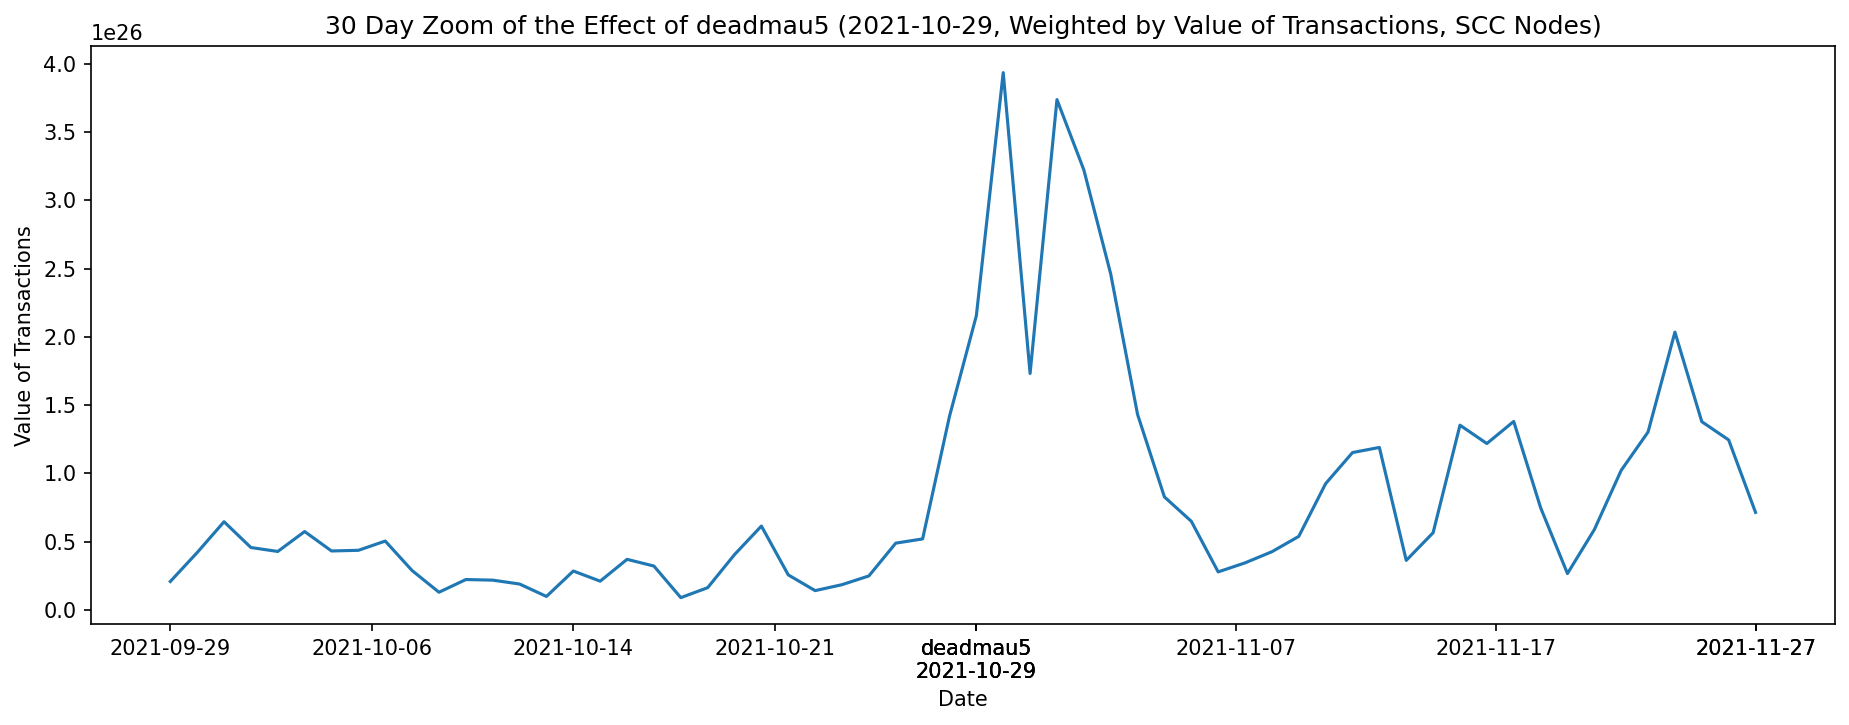 30 Day Zoom of the Effect of deadmau5 (2021-10-29, Weighted by Value of Transactions, SCC Nodes)
1e26
4.0
3.5
3.0
2.5
2.0
1.5
1.0
0.5
0.0
Value of Transactions
2021-09-29 2021-10-06 2021-10-14 2021-10-21 deadmau5 2021-11-07 2021-11-17 2021-11-27
2021-10-29
Date